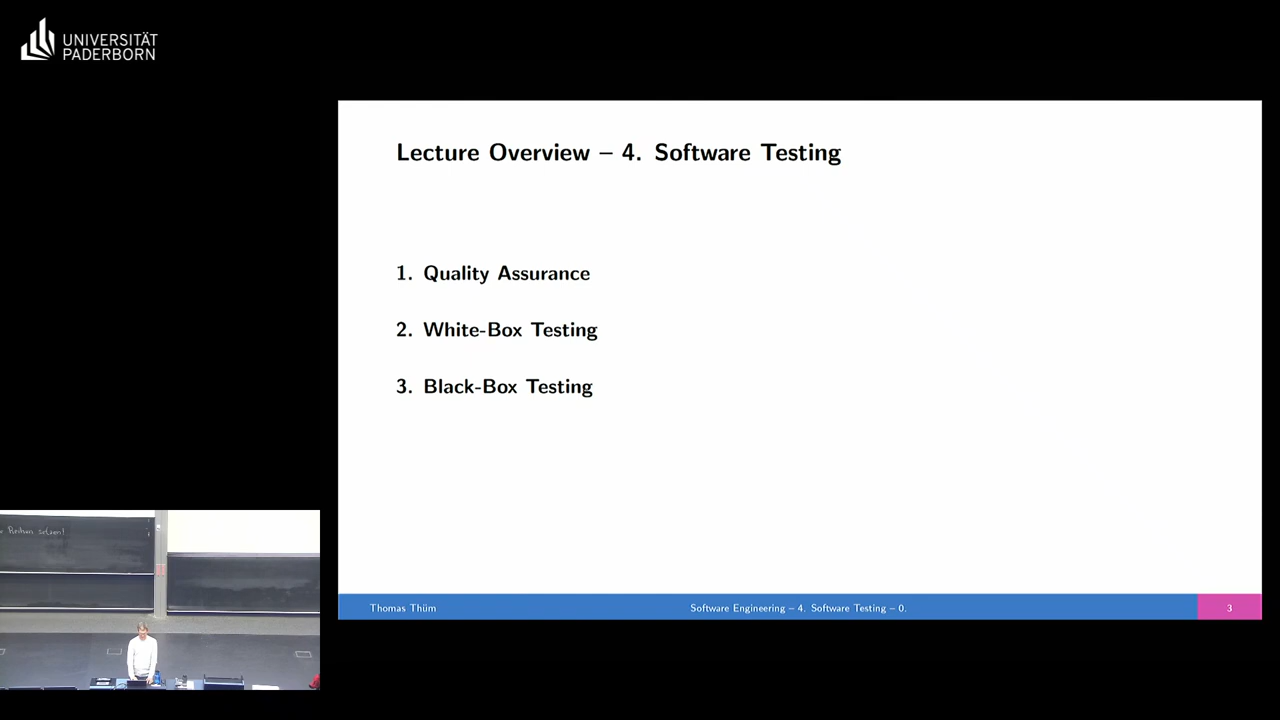 UNIVERSITÄT
PADERBORN
Lecture Overview – 4. Software Testing
1. Quality Assurance
2. White-Box Testing
3. Black-Box Testing
Thomas Thüm
Software Engineering – 4. Software Testing – 0.
3